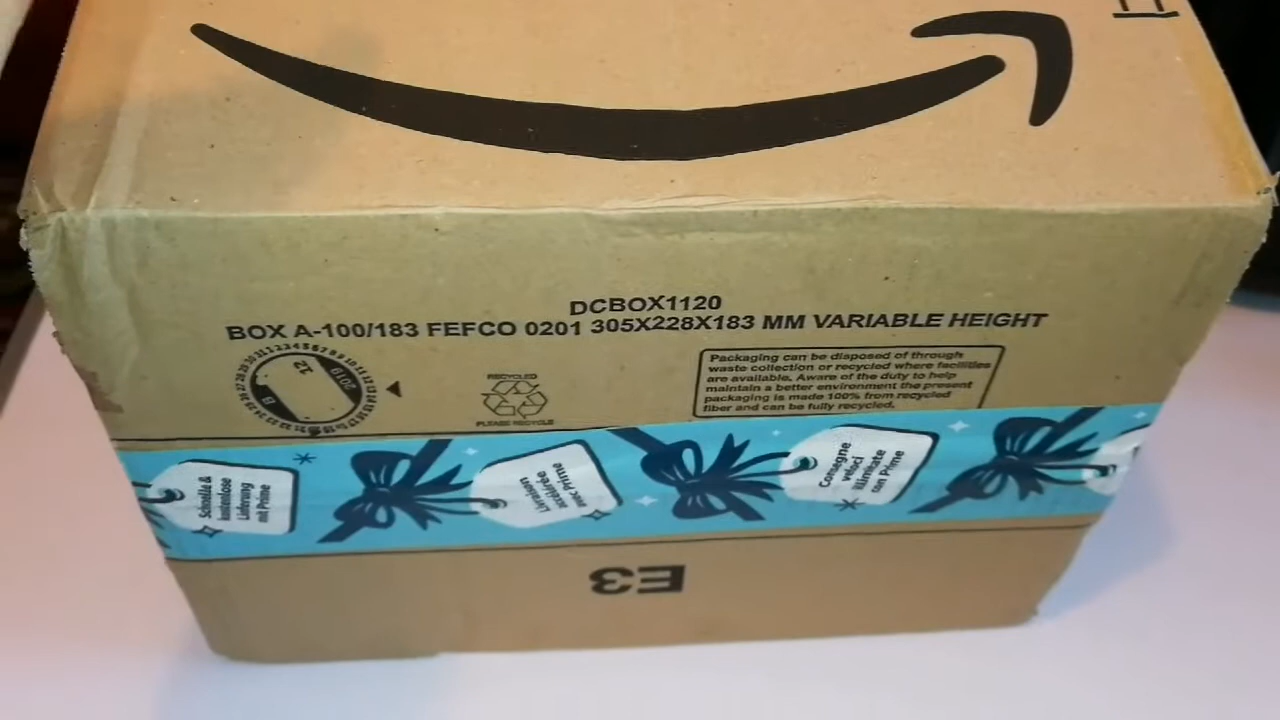 DCBOX1120
BOX A-100/183 FEFCO 0201 305X228X183 MM VARIABLE HEIGHT
12
2019
B
RECYCLED
PLEASE RECYCLE
Packaging can be disposed of through
waste collection or recycled where facilities
are available. Aware of the duty to help
maintain a better environment the present
packaging is made 100% from recycled
fiber and can be fully recycled.
Schnelle &
kostenlose
Lieferung
mit Prime
Livraison
accélérée
avec Prime
Consegne
veloci
illimitate
con Prime
E3